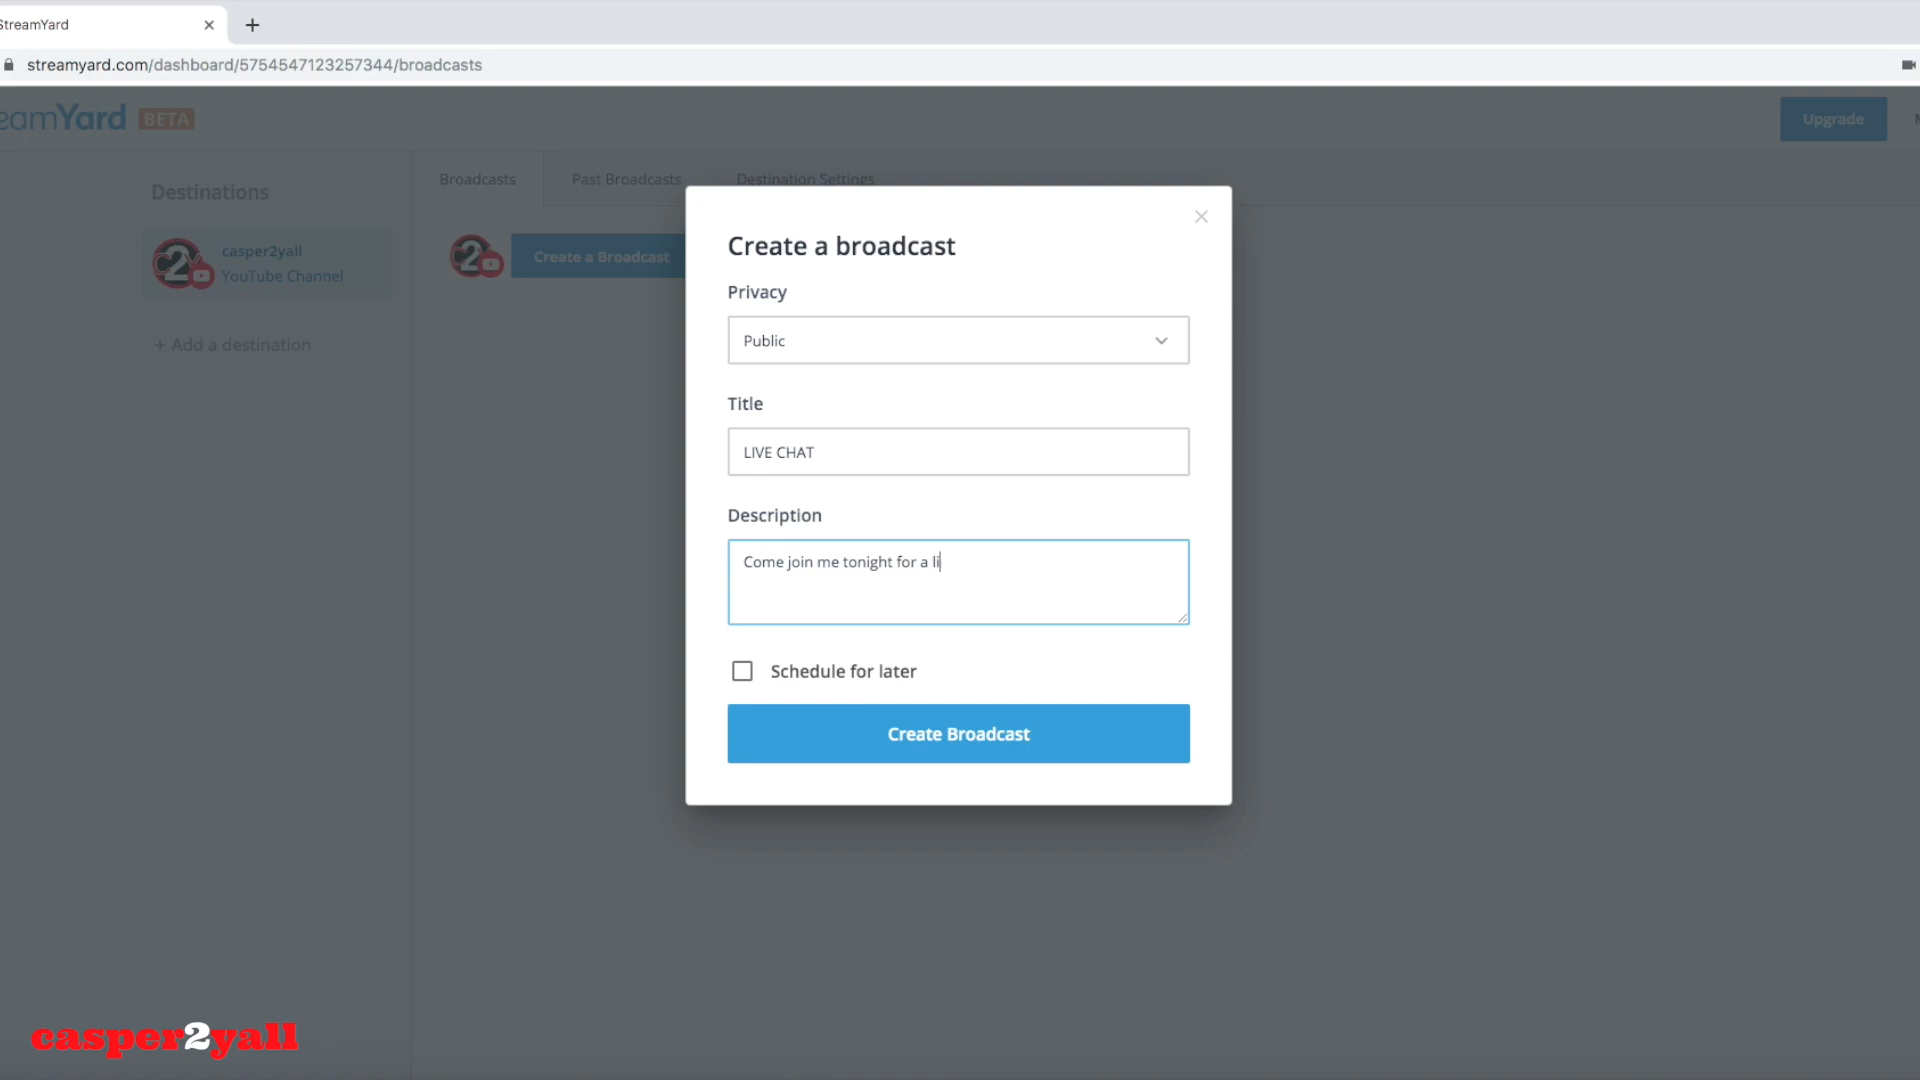 StreamYard
streamyard.com/dashboard/5754547123257344/broadcasts
eamYard BETA
Upgrade
Destinations
casper2yall
YouTube Channel
+ Add a destination
Broadcasts
Past Broadcasts
Destination Settings
C2
Create a Broadcast
Create a broadcast
Privacy
Public
Title
LIVE CHAT
Description
Come join me tonight for a li
Schedule for later
Create Broadcast
casper2yall